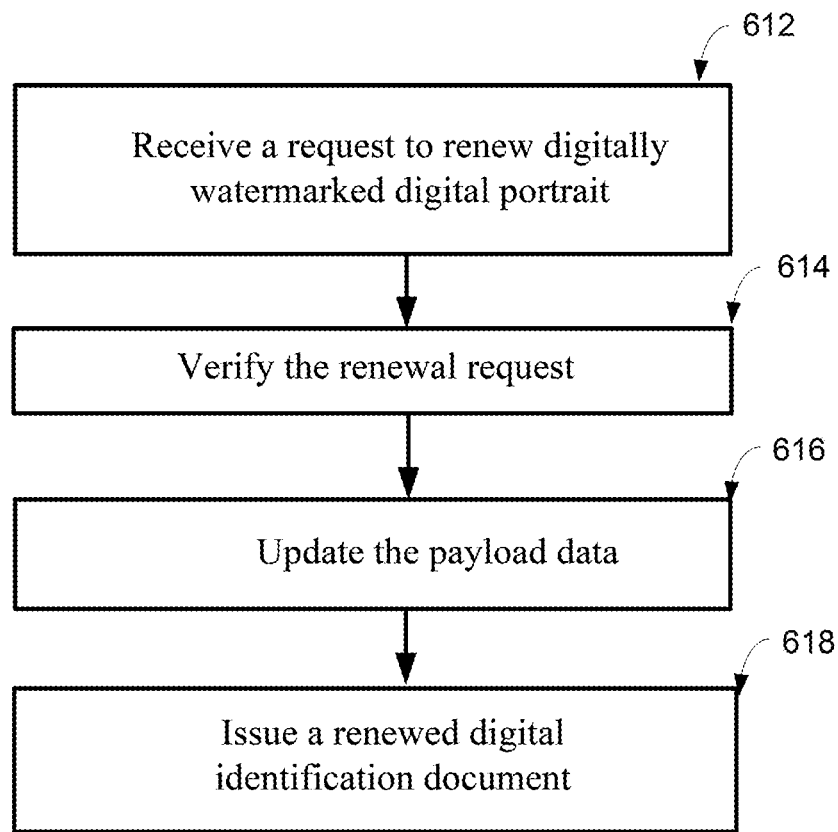 612
Receive a request to renew digitally
watermarked digital portrait
614
Verify the renewal request
616
Update the payload data
618
Issue a renewed digital
identification document